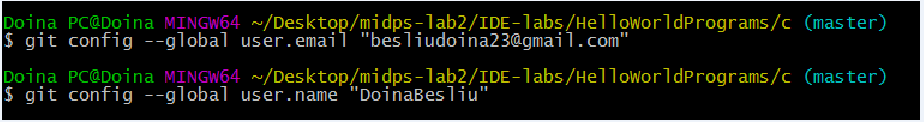 Doina PC@Doina MINGW64 ~/Desktop/midps-lab2/IDE-labs/HelloWorldPrograms/c (master)
$ git config --global user.email "besliudoina23@gmail.com"
Doina PC@Doina MINGW64 ~/Desktop/midps-lab2/IDE-labs/HelloWorldPrograms/c (master)
$ git config --global user.name "DoinaBesliu"